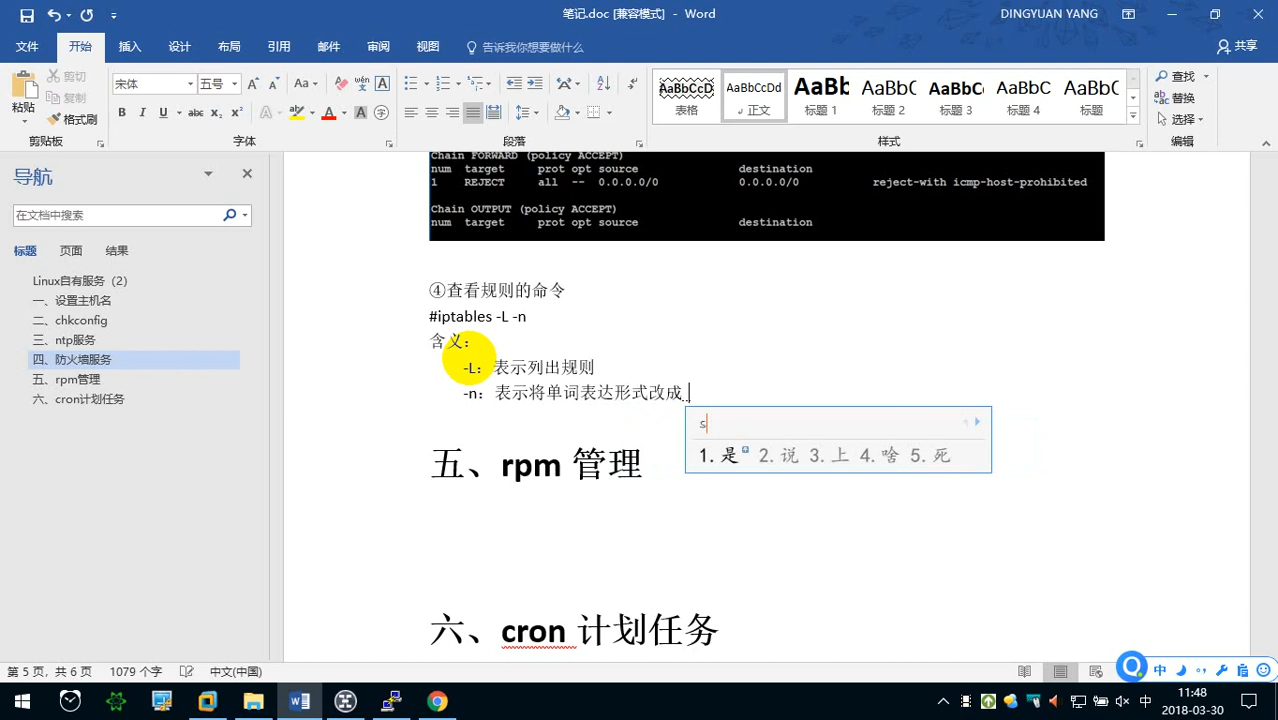 笔记.doc [兼容模式] - Word
DINGYUAN YANG
文件 开始 插入 设计 布局 引用 邮件 审阅 视图 告诉我你想要做什么 共享
粘贴 剪切 复制 格式刷
宋体 五号
AaBbCcD AaBbCcDd AaBb AaBbC AaBbC AaBbC AaBbC
表格 正文 标题 1 标题 2 标题 3 标题 4 标题
查找 替换 选择
剪贴板 字体 段落 样式 编辑
导航
在文档中搜索
标题 页面 结果
Linux自有服务（2）
一、设置主机名
二、chkconfig
三、ntp服务
四、防火墙服务
五、rpm管理
六、cron计划任务
Chain FORWARD (policy ACCEPT)
num target prot opt source destination
1 REJECT all -- 0.0.0.0/0 0.0.0.0/0 reject-with icmp-host-prohibited
Chain OUTPUT (policy ACCEPT)
num target prot opt source destination
④查看规则的命令
#iptables -L -n
含义：
-L：表示列出规则
-n：表示将单词表达形式改成
s
1.是 2.说 3.上 4.啥 5.死
五、rpm 管理
六、cron 计划任务
第 5 页，共 6 页 1079 个字 中文(中国)
中
中 11:48
2018-03-30